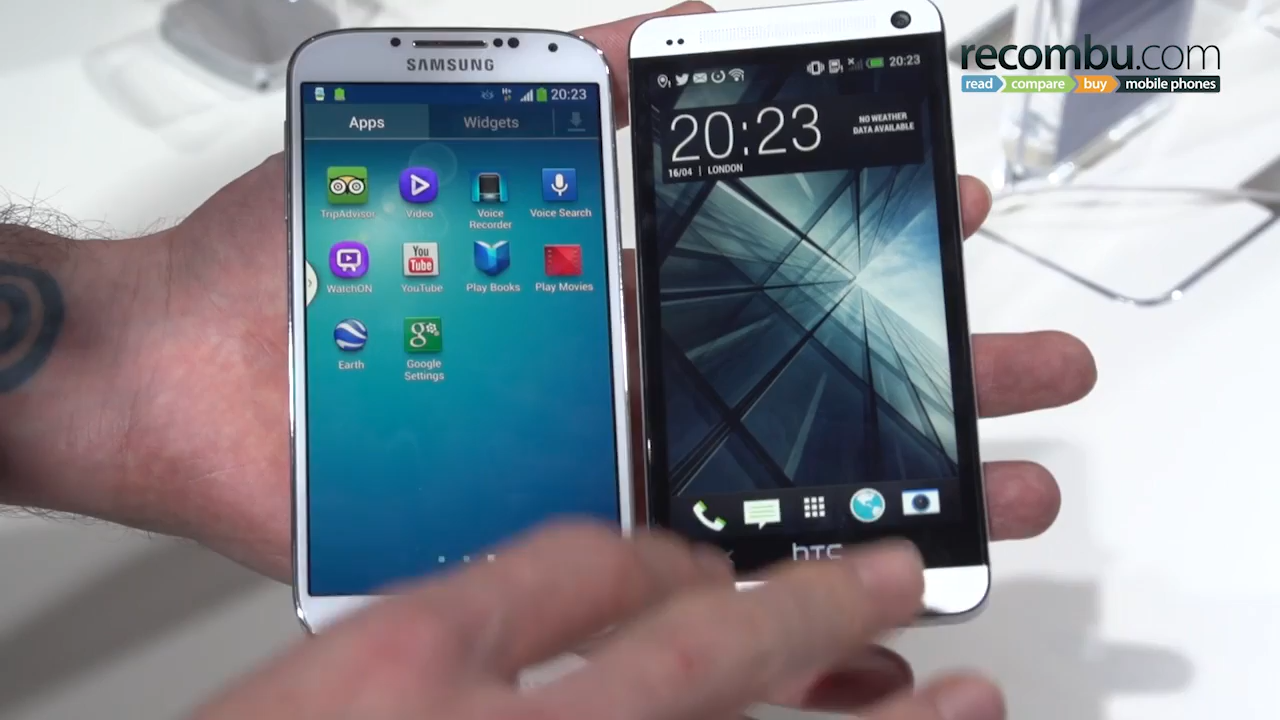 recombu.com
read compare buy mobile phones
SAMSUNG
20:23
Apps Widgets
TripAdvisor Video Voice Recorder Voice Search
WatchON You Tube YouTube Play Books Play Movies
Earth g Google Settings
20:23
20:23
NO WEATHER
DATA AVAILABLE
16/04 | LONDON
hTC